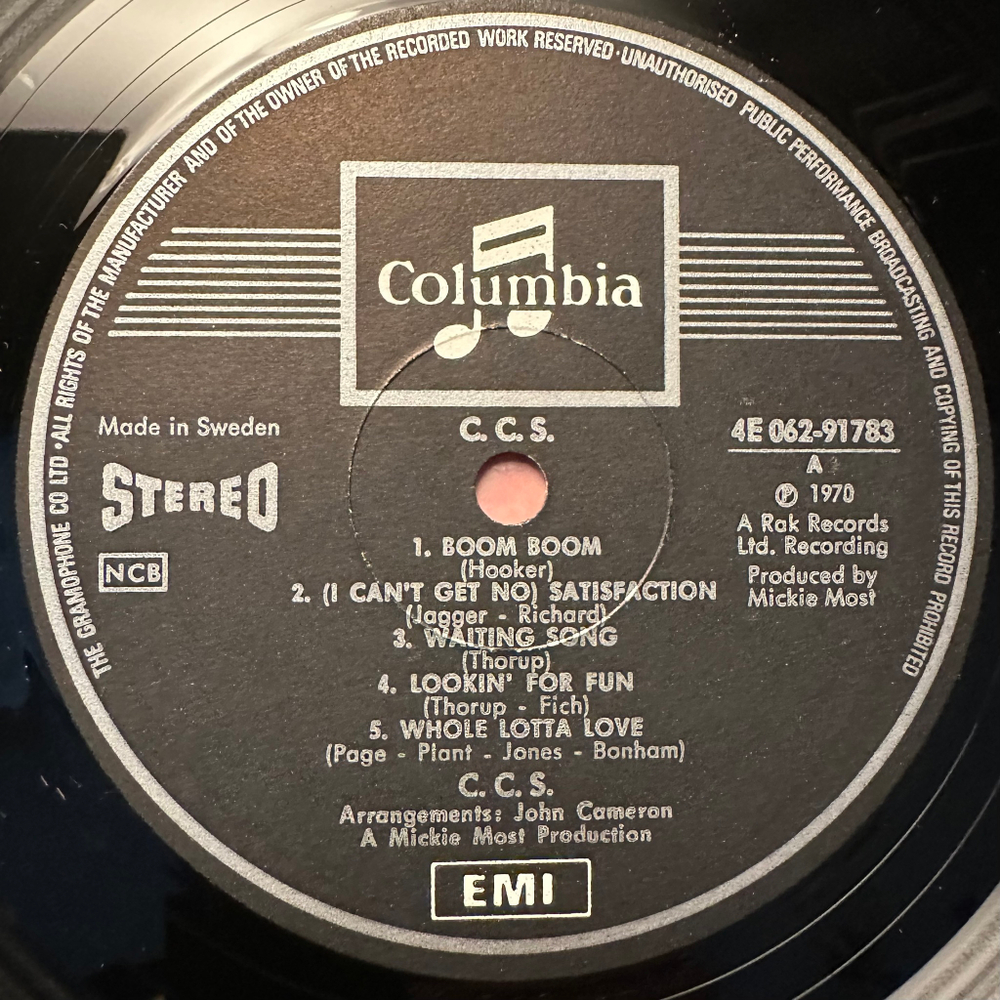 THE GRAMOPHONE CO LTD · ALL RIGHTS OF THE MANUFACTURER AND OF THE OWNER OF THE RECORDED WORK RESERVED · UNAUTHORISED PUBLIC PERFORMANCE BROADCASTING AND COPYING OF THIS RECORD PROHIBITED
Columbia
Made in Sweden
STEREO
NCB
C. C. S.
4E 062-91783
A
℗ 1970
A Rak Records
Ltd. Recording
Produced by
Mickie Most
1. BOOM BOOM
(Hooker)
2. (I CAN'T GET NO) SATISFACTION
(Jagger - Richard)
3. WAITING SONG
(Thorup)
4. LOOKIN' FOR FUN
(Thorup - Fich)
5. WHOLE LOTTA LOVE
(Page - Plant - Jones - Bonham)
C. C. S.
Arrangements: John Cameron
A Mickie Most Production
EMI